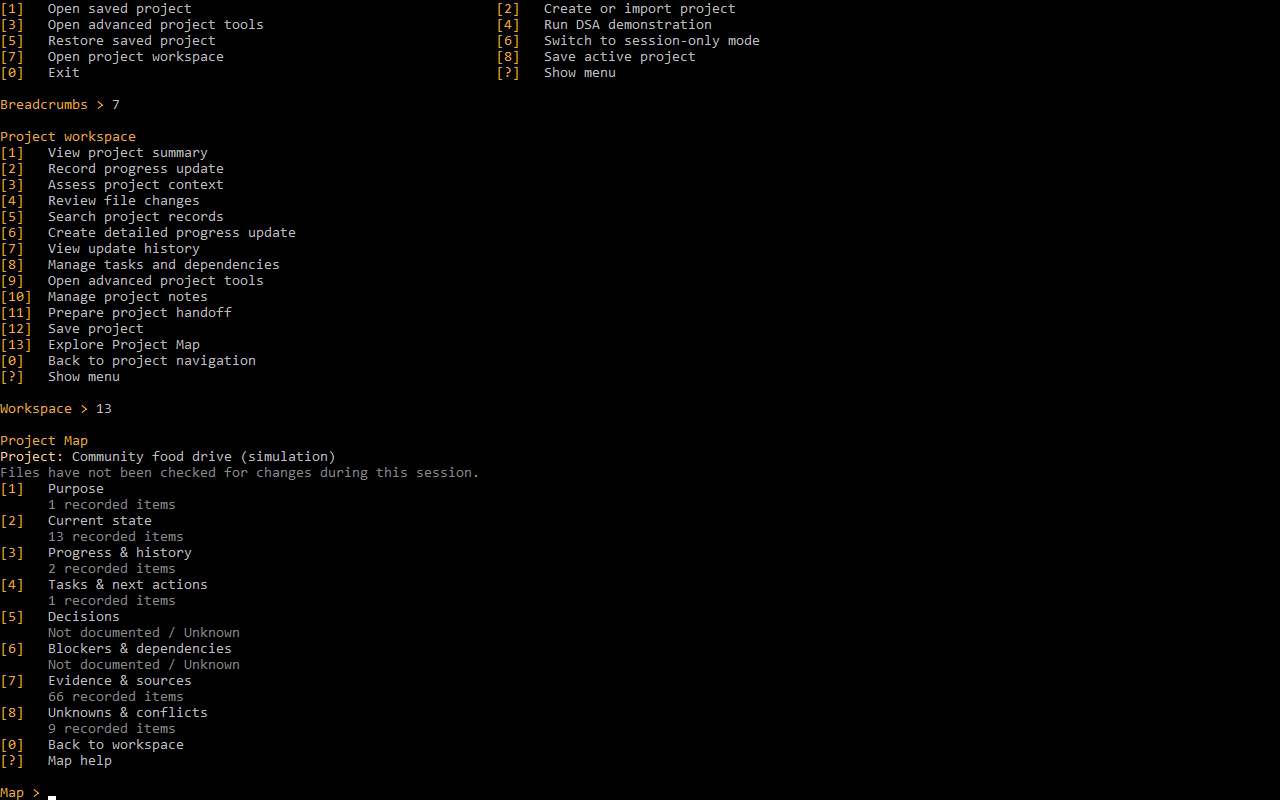 [1]   Open saved project                                      [2]   Create or import project
[3]   Open advanced project tools                             [4]   Run DSA demonstration
[5]   Restore saved project                                   [6]   Switch to session-only mode
[7]   Open project workspace                                  [8]   Save active project
[0]   Exit                                                    [?]   Show menu

Breadcrumbs > 7

Project workspace
[1]   View project summary
[2]   Record progress update
[3]   Assess project context
[4]   Review file changes
[5]   Search project records
[6]   Create detailed progress update
[7]   View update history
[8]   Manage tasks and dependencies
[9]   Open advanced project tools
[10]  Manage project notes
[11]  Prepare project handoff
[12]  Save project
[13]  Explore Project Map
[0]   Back to project navigation
[?]   Show menu

Workspace > 13

Project Map
Project: Community food drive (simulation)
Files have not been checked for changes during this session.
[1]   Purpose
      1 recorded items
[2]   Current state
      13 recorded items
[3]   Progress & history
      2 recorded items
[4]   Tasks & next actions
      1 recorded items
[5]   Decisions
      Not documented / Unknown
[6]   Blockers & dependencies
      Not documented / Unknown
[7]   Evidence & sources
      66 recorded items
[8]   Unknowns & conflicts
      9 recorded items
[0]   Back to workspace
[?]   Map help

Map >